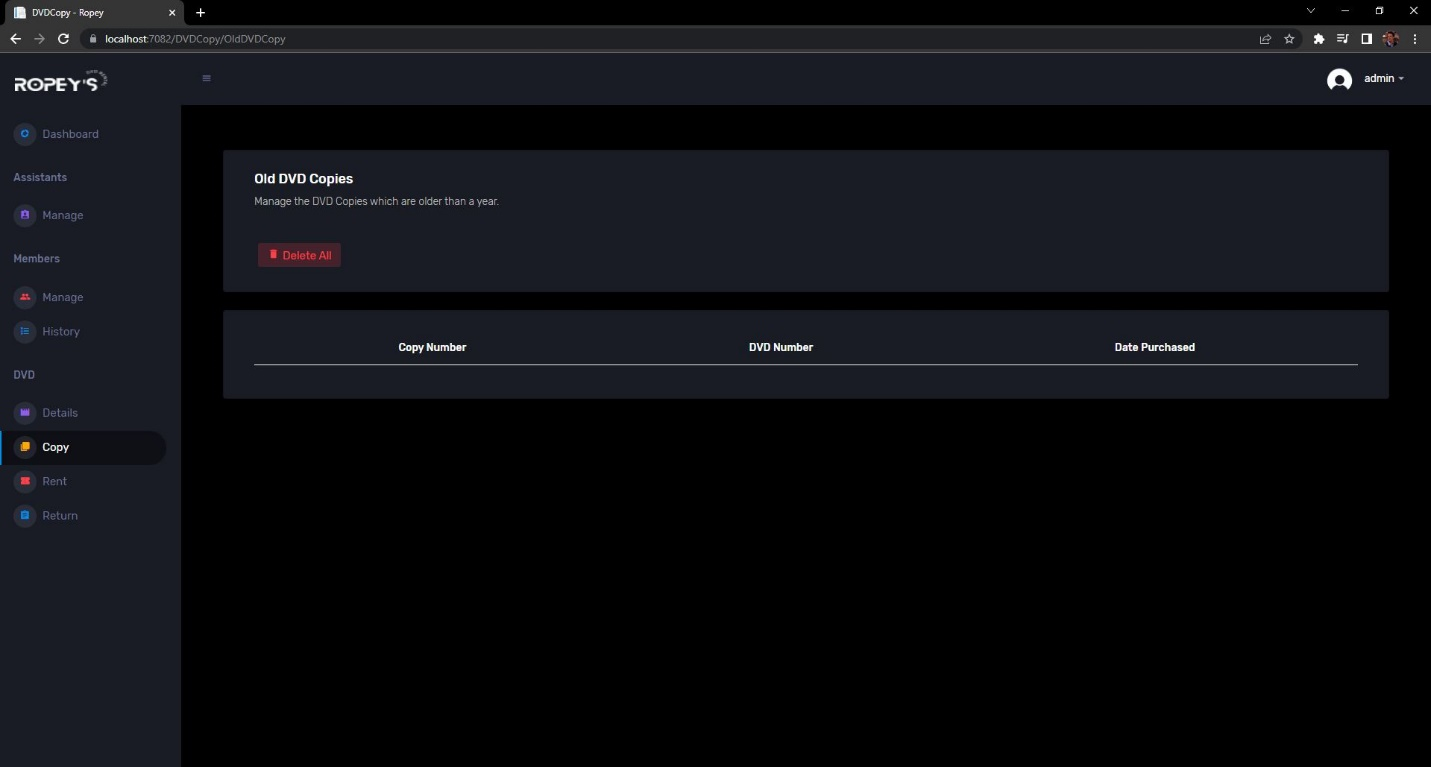 DVDCopy - Ropey
localhost:7082/DVDCopy/OldDVDCopy
ROPEY'S
admin
Dashboard
Assistants
Manage
Members
Manage
History
DVD
Details
Copy
Rent
Return
Old DVD Copies
Manage the DVD Copies which are older than a year.
Delete All
Copy Number DVD Number Date Purchased